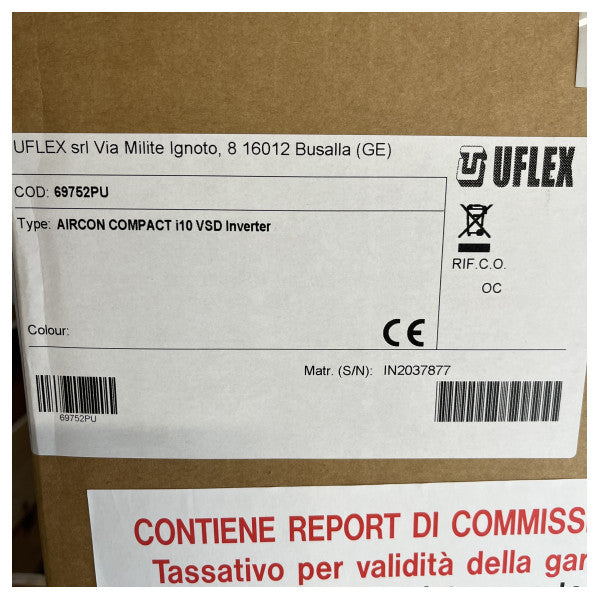 UFLEX srl Via Milite Ignoto, 8 16012 Busalla (GE)
UFLEX
COD: 69752PU
Type: AIRCON COMPACT i10 VSD Inverter
RIF.C.O.
OC
Colour:
CE
Matr. (S/N): IN2037877
69752PU
CONTIENE REPORT DI COMMISS
Tassativo per validità della gar